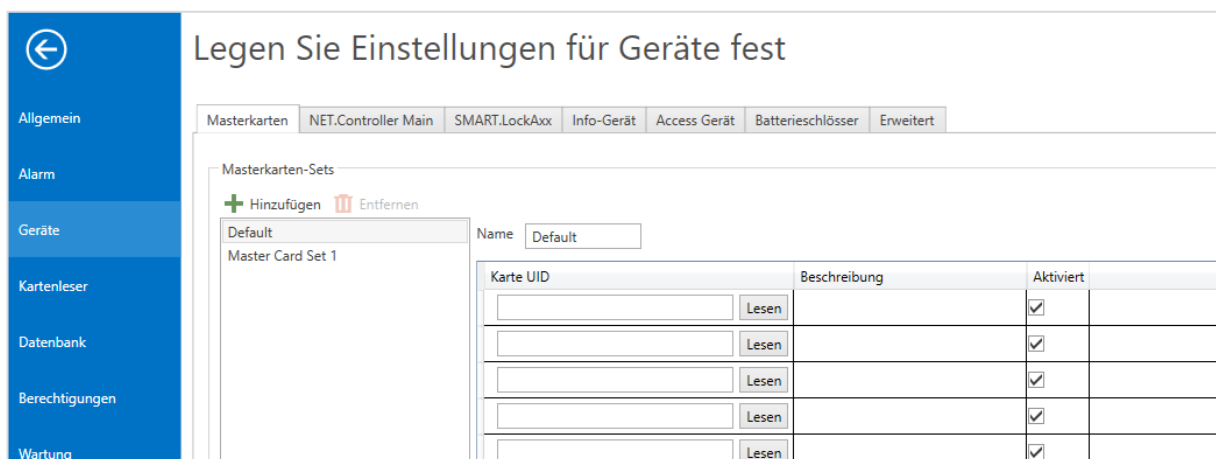 Legen Sie Einstellungen für Geräte fest
Allgemein
Alarm
Geräte
Kartenleser
Datenbank
Berechtigungen
Wartung
Masterkarten NET.Controller Main SMART.LockAxx Info-Gerät Access Gerät Batterieschlösser Erweitert
Masterkarten-Sets
Hinzufügen Entfernen
Default
Master Card Set 1
Name Default
Karte UID Beschreibung Aktiviert
Lesen
Lesen
Lesen
Lesen
Lesen